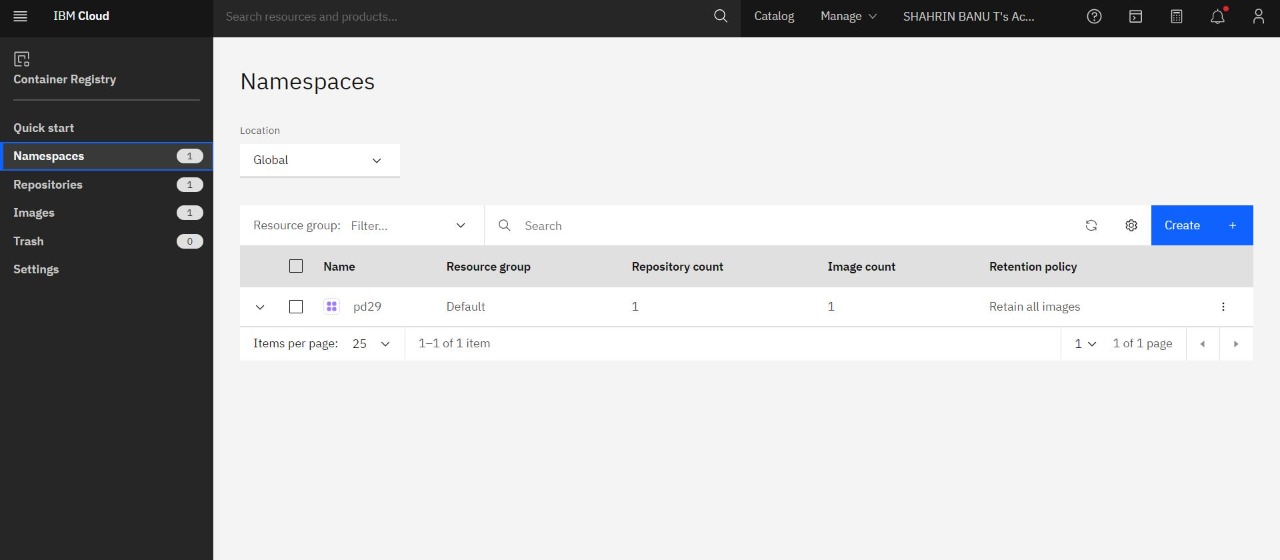 IBM Cloud
Search resources and products...
Catalog
Manage
SHAHRIN BANU T's Ac...
Container Registry
Quick start
Namespaces 1
Repositories 1
Images 1
Trash 0
Settings
Namespaces
Location
Global
Resource group: Filter...
Search
Create +
Name Resource group Repository count Image count Retention policy
pd29 Default 1 1 Retain all images
Items per page: 25 1–1 of 1 item 1 1 of 1 page